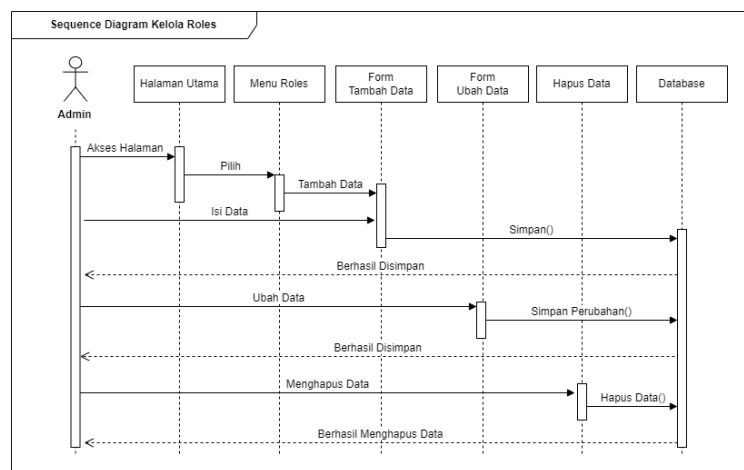 Sequence Diagram Kelola Roles
Halaman Utama
Menu Roles
Form
Tambah Data
Form
Ubah Data
Hapus Data
Database
Admin
Akses Halaman
Pilih
Tambah Data
Isi Data
Simpan()
Berhasil Disimpan
Ubah Data
Simpan Perubahan()
Berhasil Disimpan
Menghapus Data
Hapus Data()
Berhasil Menghapus Data